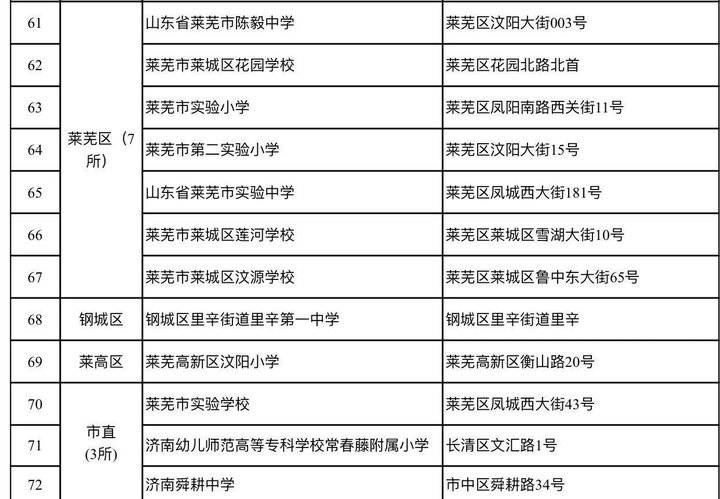 61 山东省莱芜市陈毅中学 莱芜区汶阳大街003号
62 莱芜市莱城区花园学校 莱芜区花园北路北首
63 莱芜市实验小学 莱芜区凤阳南路西关街11号
莱芜区（7
所）
64 莱芜市第二实验小学 莱芜区汶阳大街15号
65 山东省莱芜市实验中学 莱芜区凤城西大街181号
66 莱芜市莱城区莲河学校 莱芜区莱城区雪湖大街10号
67 莱芜市莱城区汶源学校 莱芜区莱城区鲁中东大街65号
68 钢城区 钢城区里辛街道里辛第一中学 钢城区里辛街道里辛
69 莱高区 莱芜高新区汶阳小学 莱芜高新区衡山路20号
70 莱芜市实验学校 莱芜区凤城西大街43号
市直
(3所)
71 济南幼儿师范高等专科学校常春藤附属小学 长清区文汇路1号
72 济南舜耕中学 市中区舜耕路34号